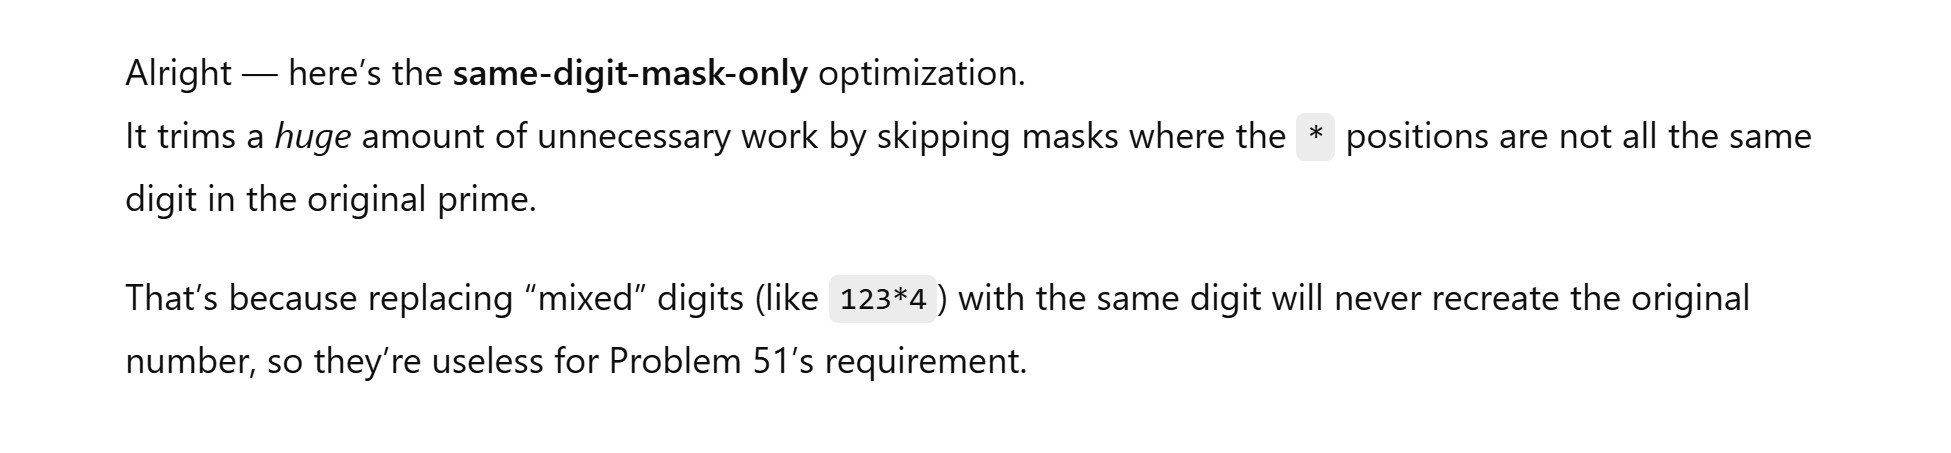 Alright — here’s the same-digit-mask-only optimization.
It trims a huge amount of unnecessary work by skipping masks where the * positions are not all the same
digit in the original prime.
That’s because replacing “mixed” digits (like 123*4) with the same digit will never recreate the original
number, so they’re useless for Problem 51’s requirement.